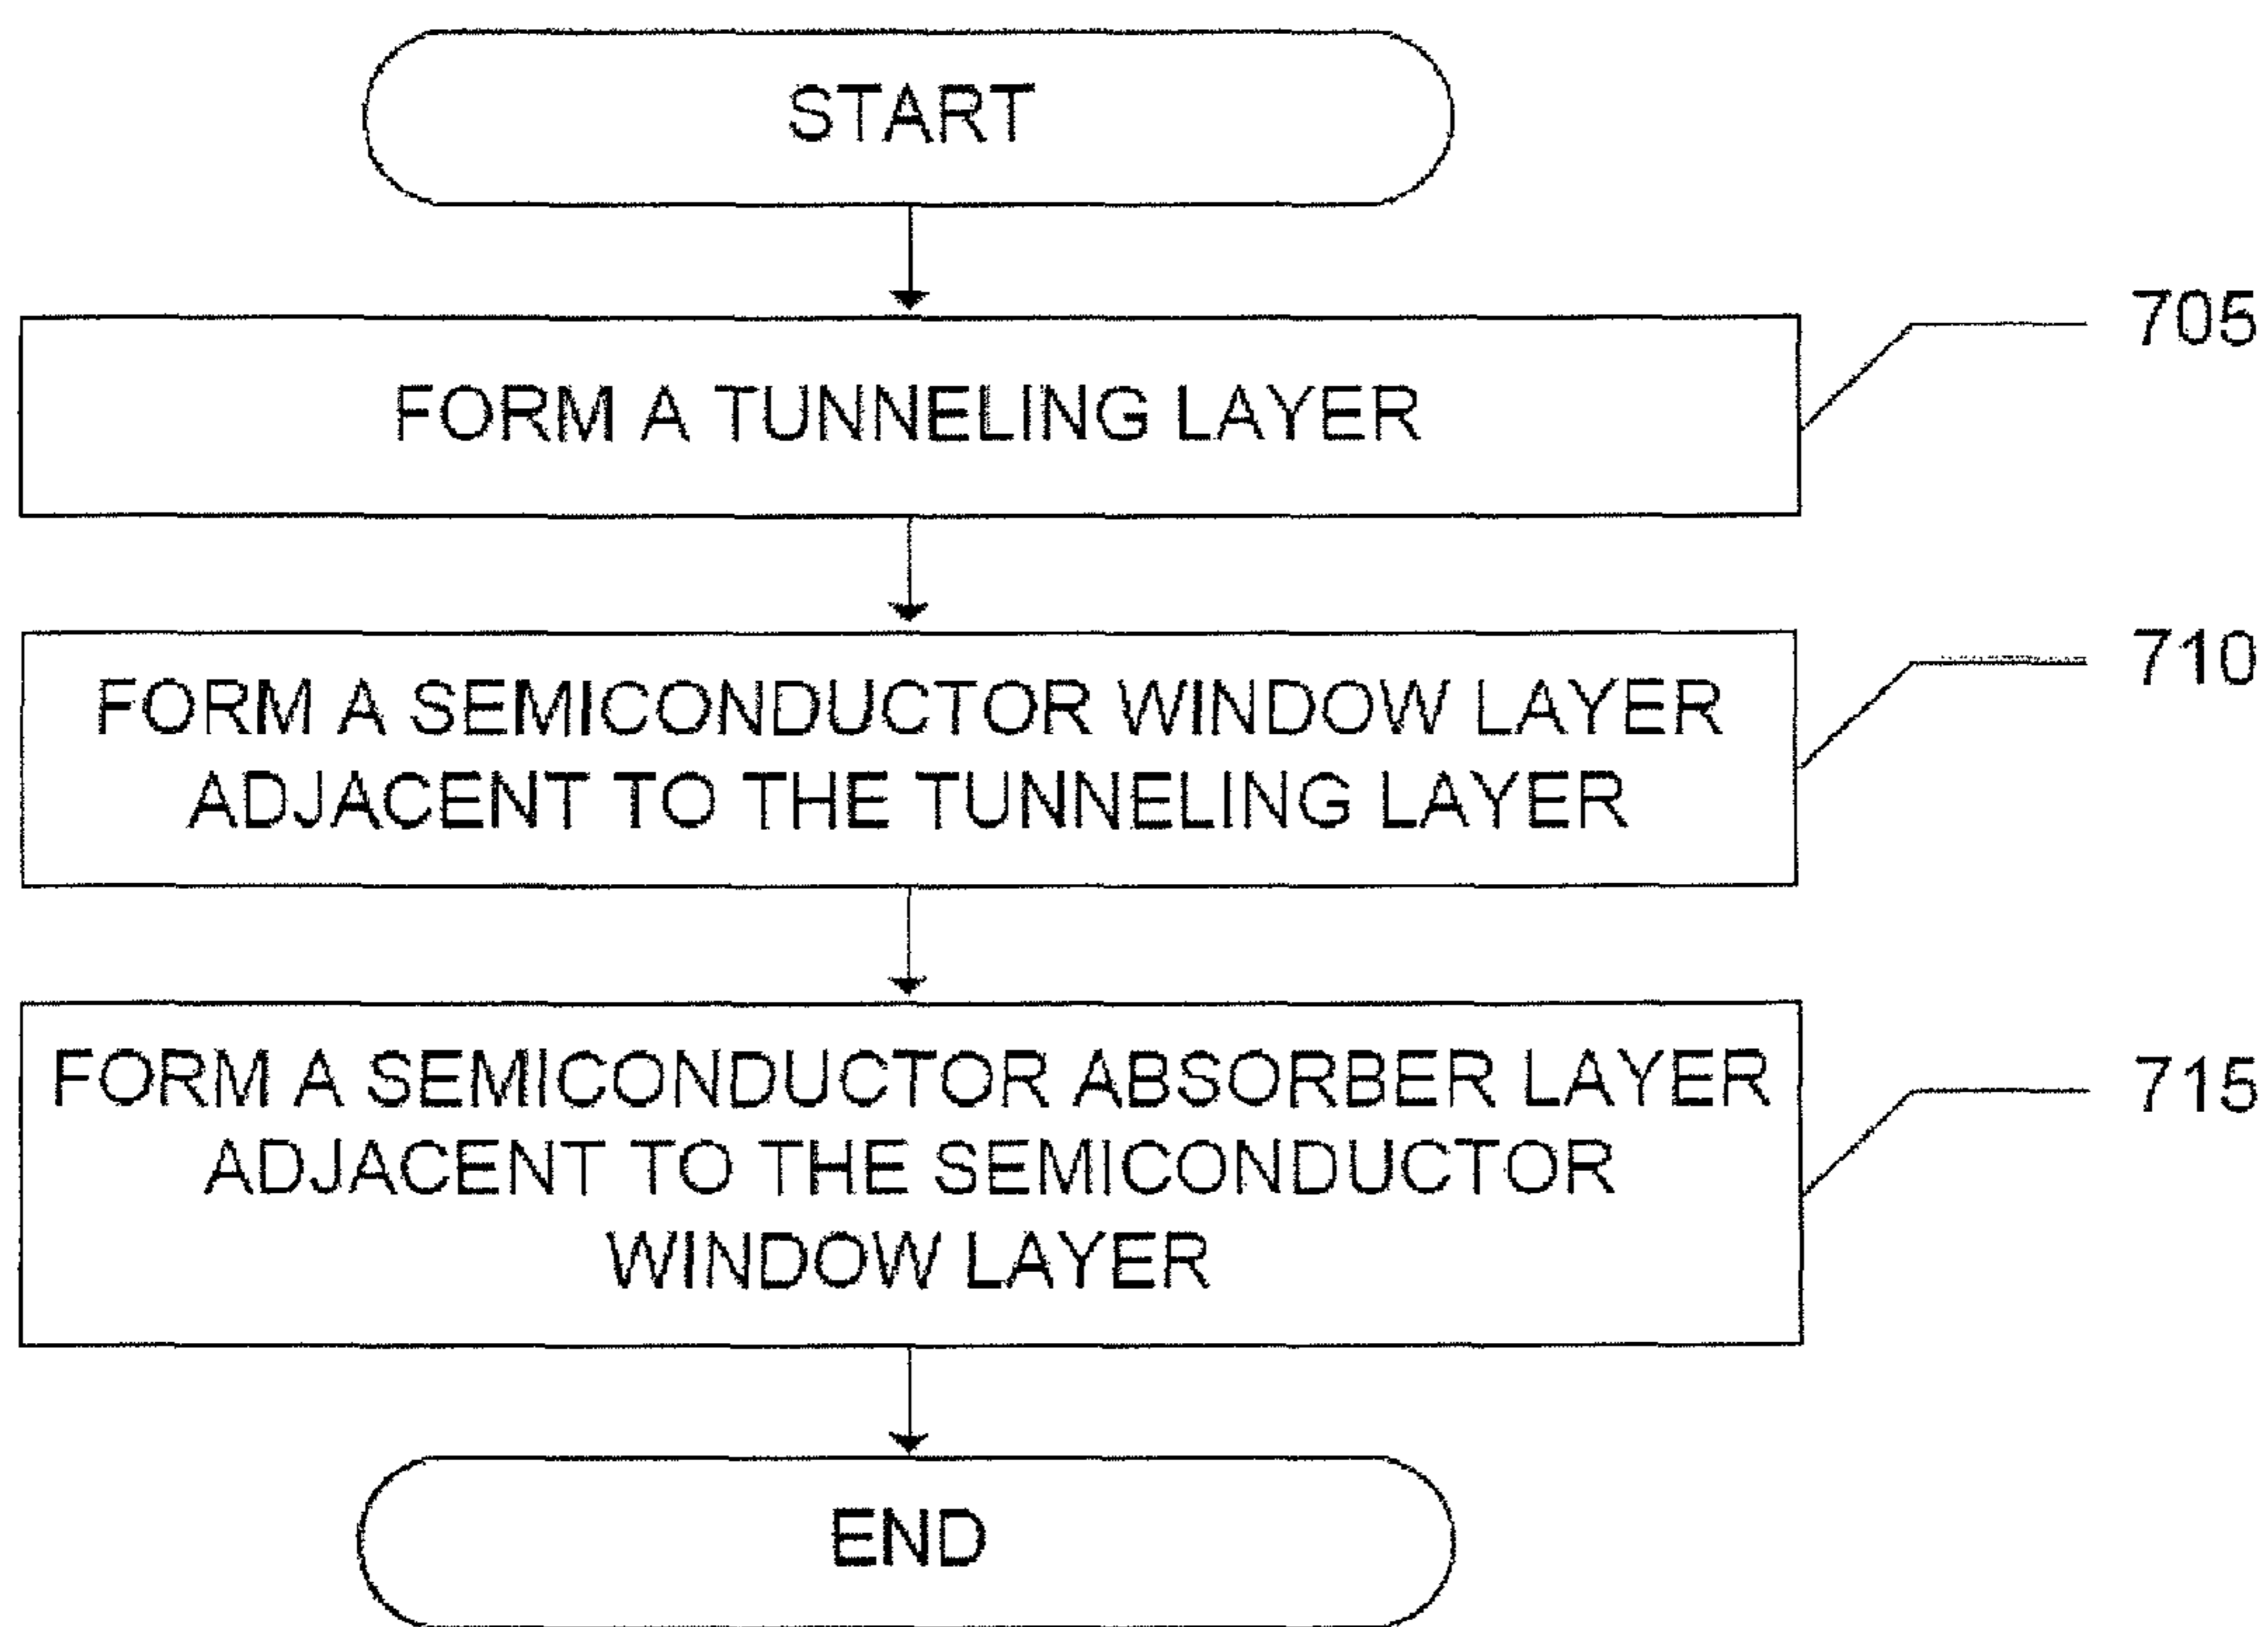 START
705
FORM A TUNNELING LAYER
710
FORM A SEMICONDUCTOR WINDOW LAYER
ADJACENT TO THE TUNNELING LAYER
715
FORM A SEMICONDUCTOR ABSORBER LAYER
ADJACENT TO THE SEMICONDUCTOR
WINDOW LAYER
END